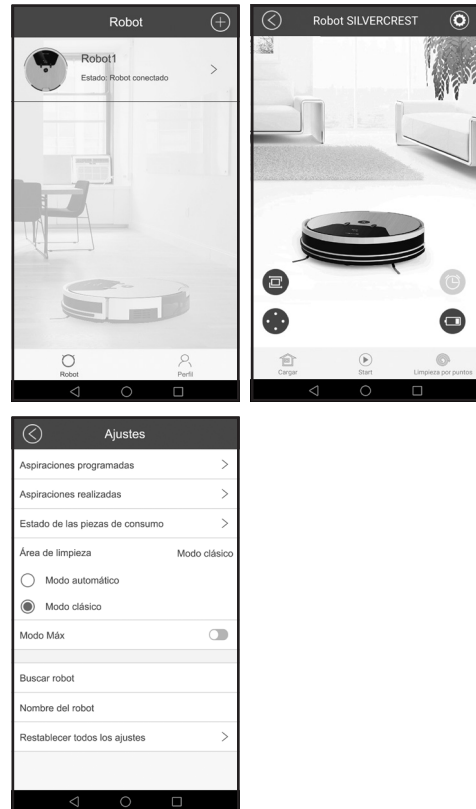 Robot
Robot1
Estado: Robot conectado
Robot
Perfil
Robot SILVERCREST
Cargar
Start
Limpieza por puntos
Ajustes
Aspiraciones programadas
Aspiraciones realizadas
Estado de las piezas de consumo
Área de limpieza Modo clásico
Modo automático
Modo clásico
Modo Máx
Buscar robot
Nombre del robot
Restablecer todos los ajustes